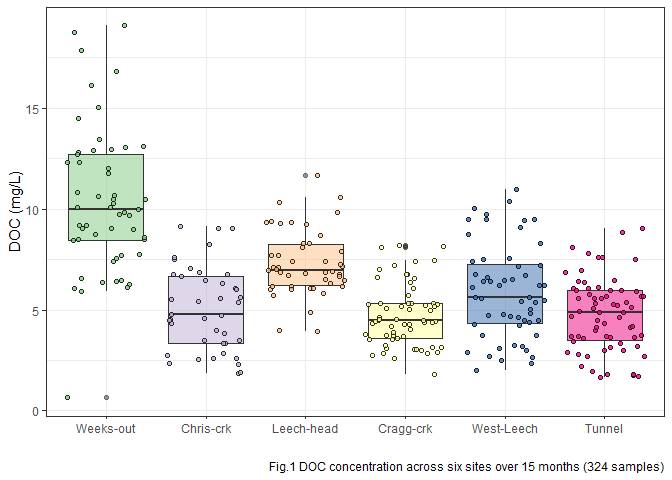 DOC (mg/L)
15
10
5
0
Weeks-out Chris-crk Leech-head Cragg-crk West-Leech Tunnel
Fig.1 DOC concentration across six sites over 15 months (324 samples)